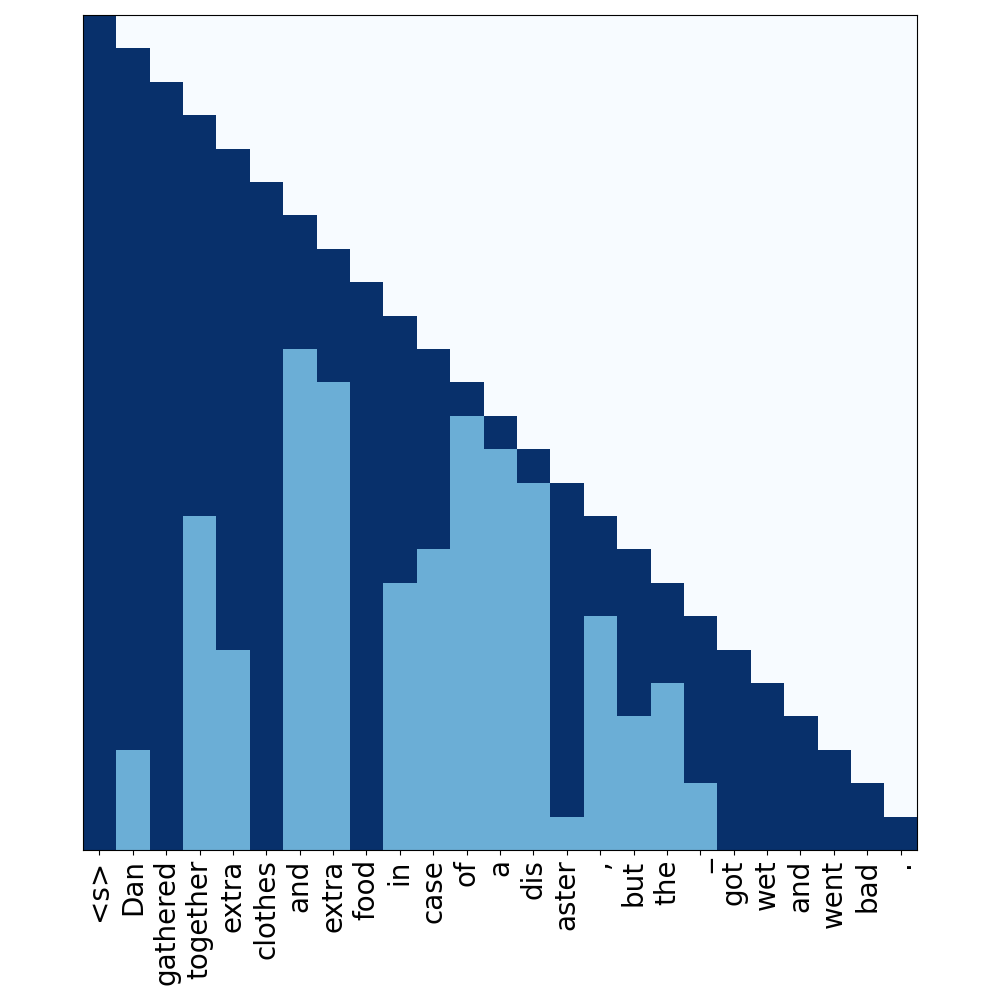 <s> Dan gathered together extra clothes and extra food in case of a dis aster , but the _ got wet and went bad .